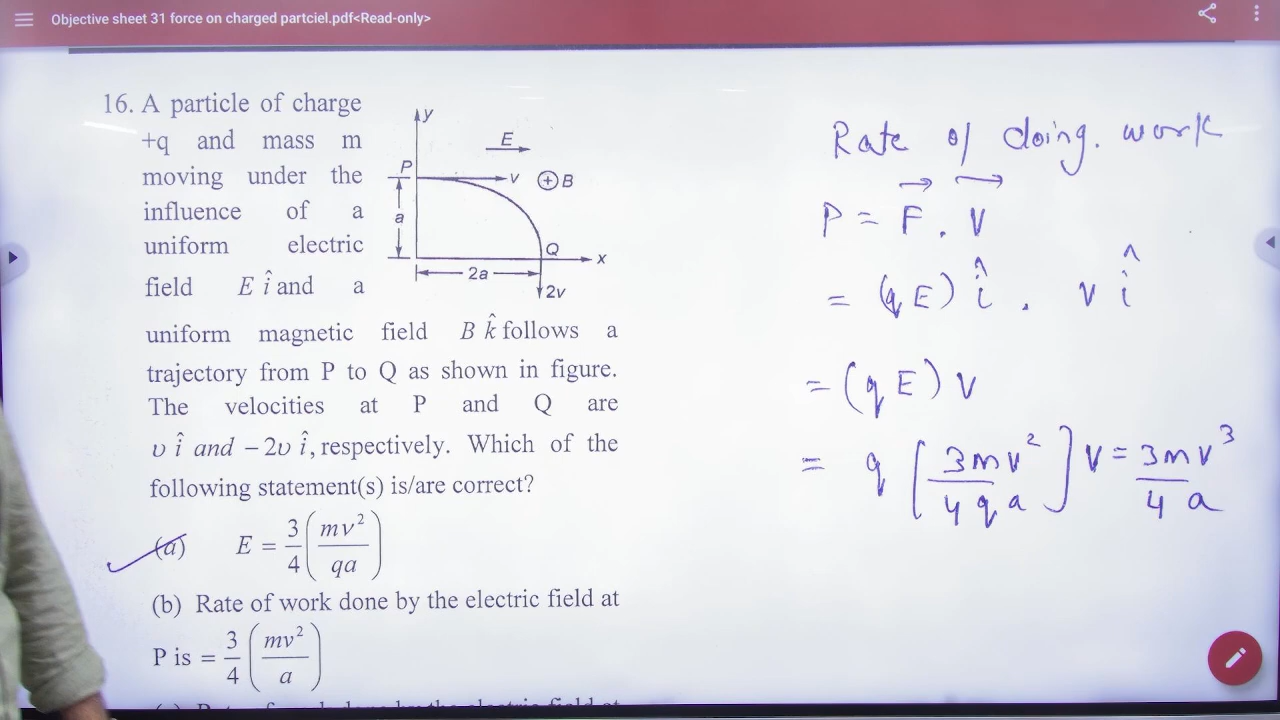 Objective sheet 31 force on charged partciel.pdf<Read-only>
16. A particle of charge
+q and mass m
moving under the
influence of a
uniform electric
field E î and a
uniform magnetic field B k̂ follows a
trajectory from P to Q as shown in figure.
The velocities at P and Q are
υ î and − 2υ î, respectively. Which of the
following statement(s) is/are correct?
(a) E = 3/4 (mv²/qa)
(b) Rate of work done by the electric field at
P is = 3/4 (mv²/a)
y
E
P
v
⊕ B
a
Q
x
2a
2v
Rate of doing. work
P = F⃗ . V⃗
= (qE) î . v î
= (qE) v
= q [3mv²/4qa] v = 3mv³/4a